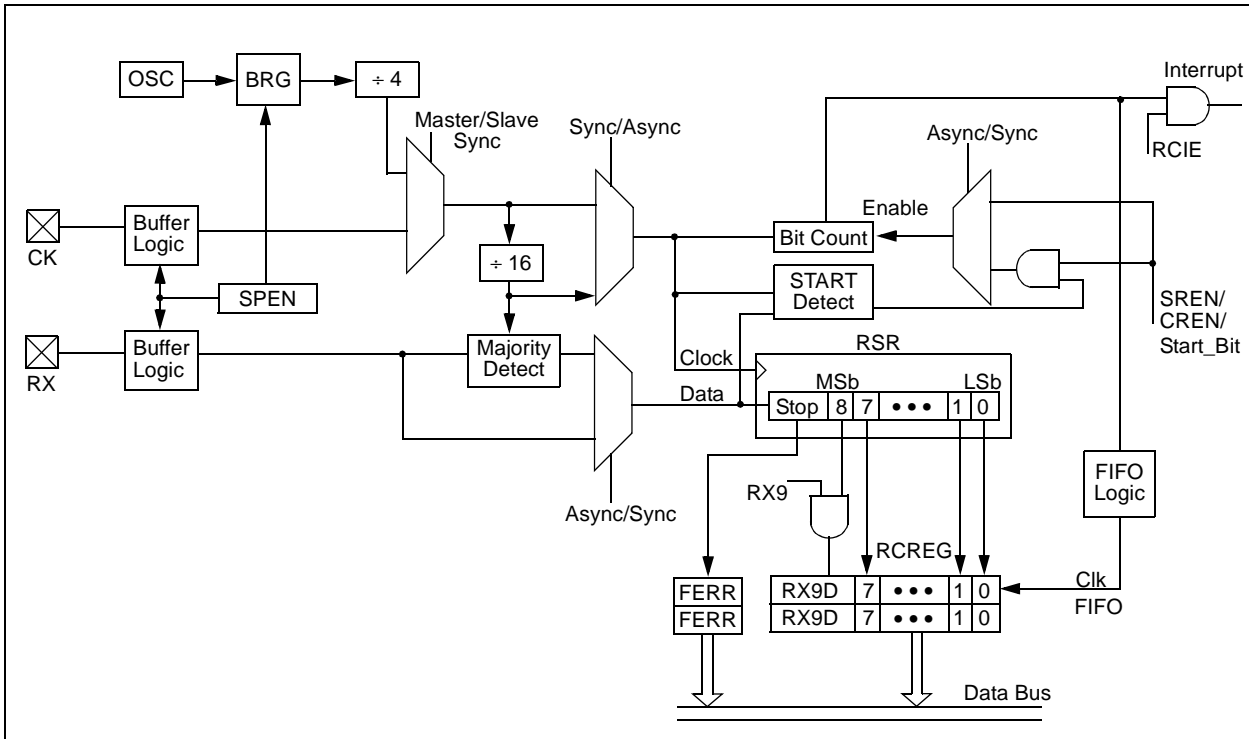 Interrupt
OSC
BRG
÷ 4
Master/Slave
Sync
Sync/Async
Async/Sync
RCIE
Buffer
Logic
CK
Enable
Bit Count
÷ 16
START
Detect
SPEN
SREN/
CREN/
Start_Bit
Buffer
Logic
RX
Majority
Detect
Clock
RSR
Data
MSb
LSb
Stop 8 7 • • • 1 0
FIFO
Logic
RX9
Async/Sync
RCREG
Clk
FIFO
FERR
RX9D 7 • • • 1 0
FERR
RX9D 7 • • • 1 0
Data Bus